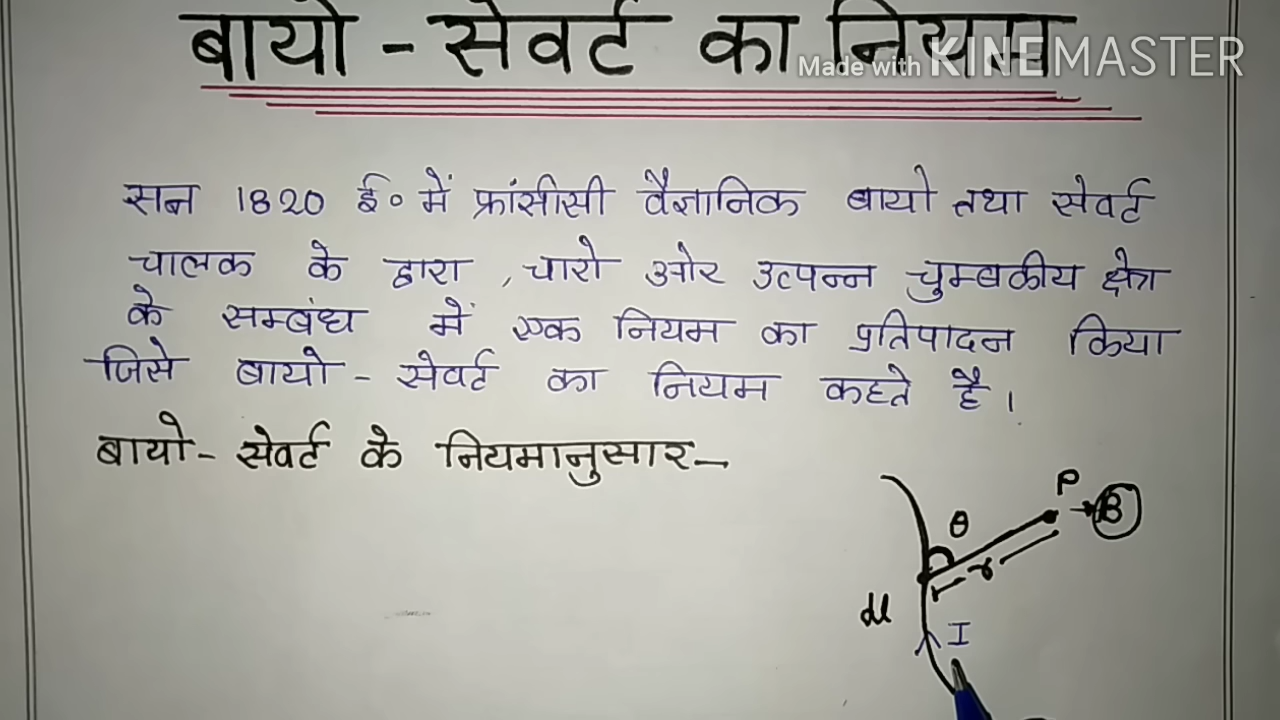 बायो - सेवर्ट का नियम
Made with KINEMASTER
सन 1820 ई० में फ्रांसीसी वैज्ञानिक बायो तथा सेवर्ट
चालक के द्वारा , चारो ओर उत्पन्न चुम्बकीय क्षेत्र
के सम्बंध में एक नियम का प्रतिपादन किया
जिसे बायो - सेवर्ट का नियम कहते है ।
बायो - सेवर्ट के नियमानुसार -
P
θ
B
r
dl
I